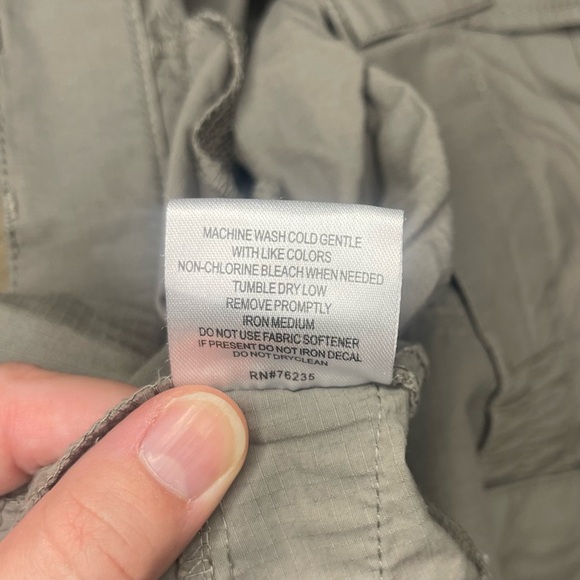 MACHINE WASH COLD GENTLE
WITH LIKE COLORS
NON-CHLORINE BLEACH WHEN NEEDED
TUMBLE DRY LOW
REMOVE PROMPTLY
IRON MEDIUM
DO NOT USE FABRIC SOFTENER
IF PRESENT DO NOT IRON DECAL
DO NOT DRYCLEAN
RN#76235